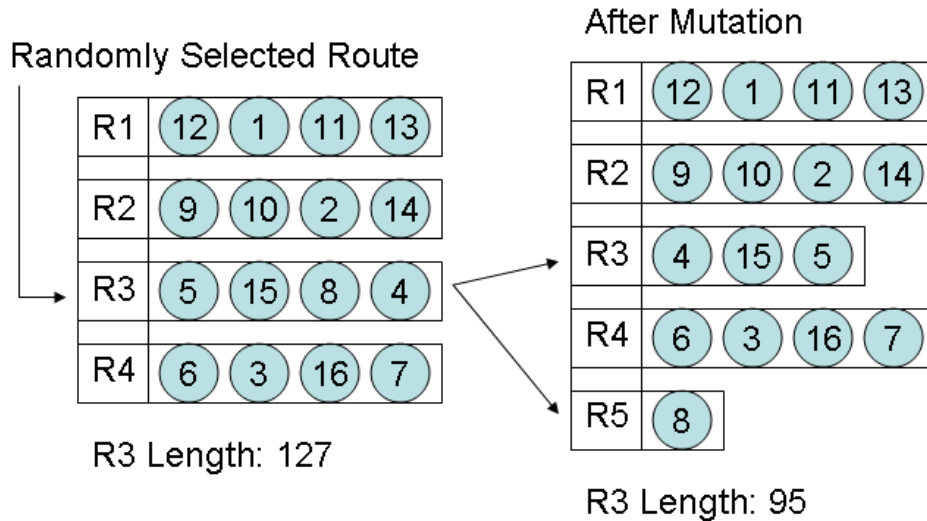 Randomly Selected Route
R1 12 1 11 13
R2 9 10 2 14
R3 5 15 8 4
R4 6 3 16 7
R3 Length: 127
After Mutation
R1 12 1 11 13
R2 9 10 2 14
R3 4 15 5
R4 6 3 16 7
R5 8
R3 Length: 95